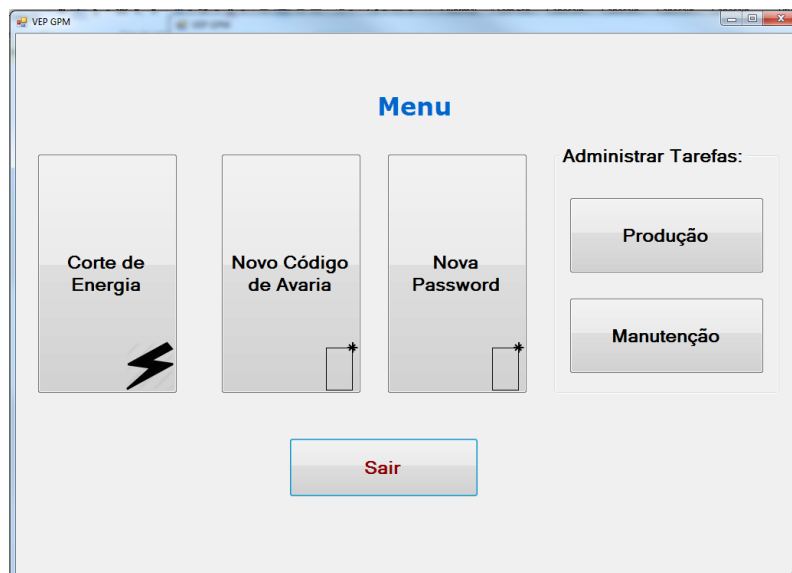 VEP GPM
Menu
Corte de
Energia
Novo Código
de Avaria
Nova
Password
Administrar Tarefas:
Produção
Manutenção
Sair